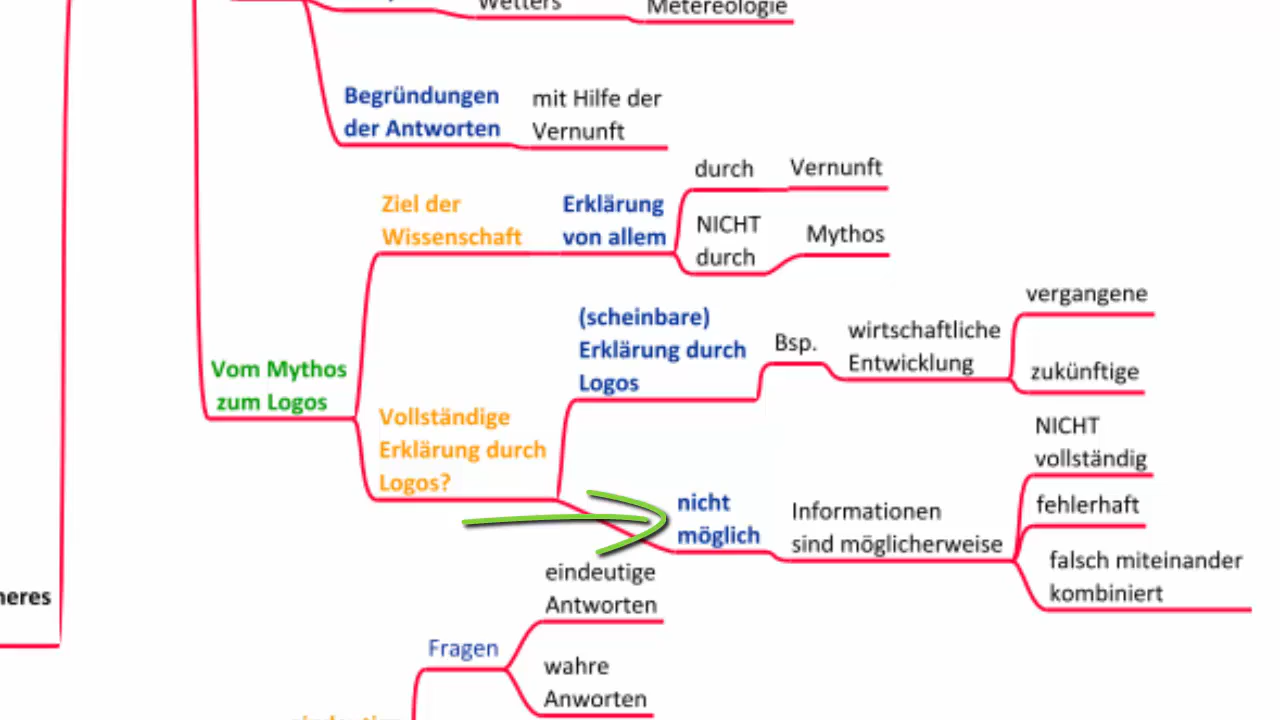 Wetters
Metereologie
Begründungen
der Antworten
mit Hilfe der
Vernunft
durch
Vernunft
Ziel der
Wissenschaft
Erklärung
von allem
NICHT
durch
Mythos
vergangene
(scheinbare)
Erklärung durch
Logos
Bsp.
wirtschaftliche
Entwicklung
zukünftige
Vom Mythos
zum Logos
Vollständige
Erklärung durch
Logos?
NICHT
vollständig
nicht
möglich
Informationen
sind möglicherweise
fehlerhaft
falsch miteinander
kombiniert
eindeutige
Antworten
Fragen
wahre
Anworten